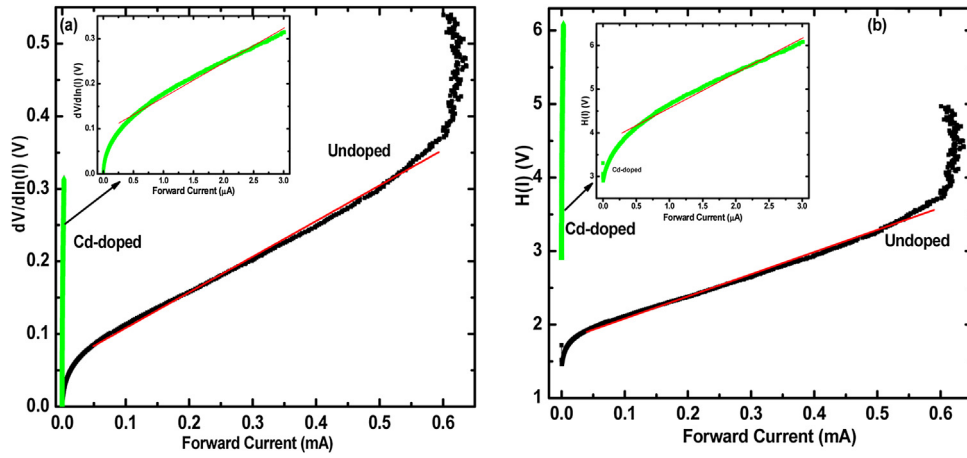 (a)
0.5
0.4
0.3
0.2
0.1
0.0
dV/dln(I) (V)
0.0 0.1 0.2 0.3 0.4 0.5 0.6
Forward Current (mA)
Undoped
Cd-doped
0.3
0.2
0.1
0.0
dV/dln(I) (V)
0.0 0.5 1.0 1.5 2.0 2.5 3.0
Forward Current (μA)
(b)
6
5
4
3
2
1
H(I) (V)
0.0 0.1 0.2 0.3 0.4 0.5 0.6
Forward Current (mA)
Cd-doped
Undoped
6
5
4
3
H(I) (V)
Cd-doped
0.0 0.5 1.0 1.5 2.0 2.5 3.0
Forward Current (μA)